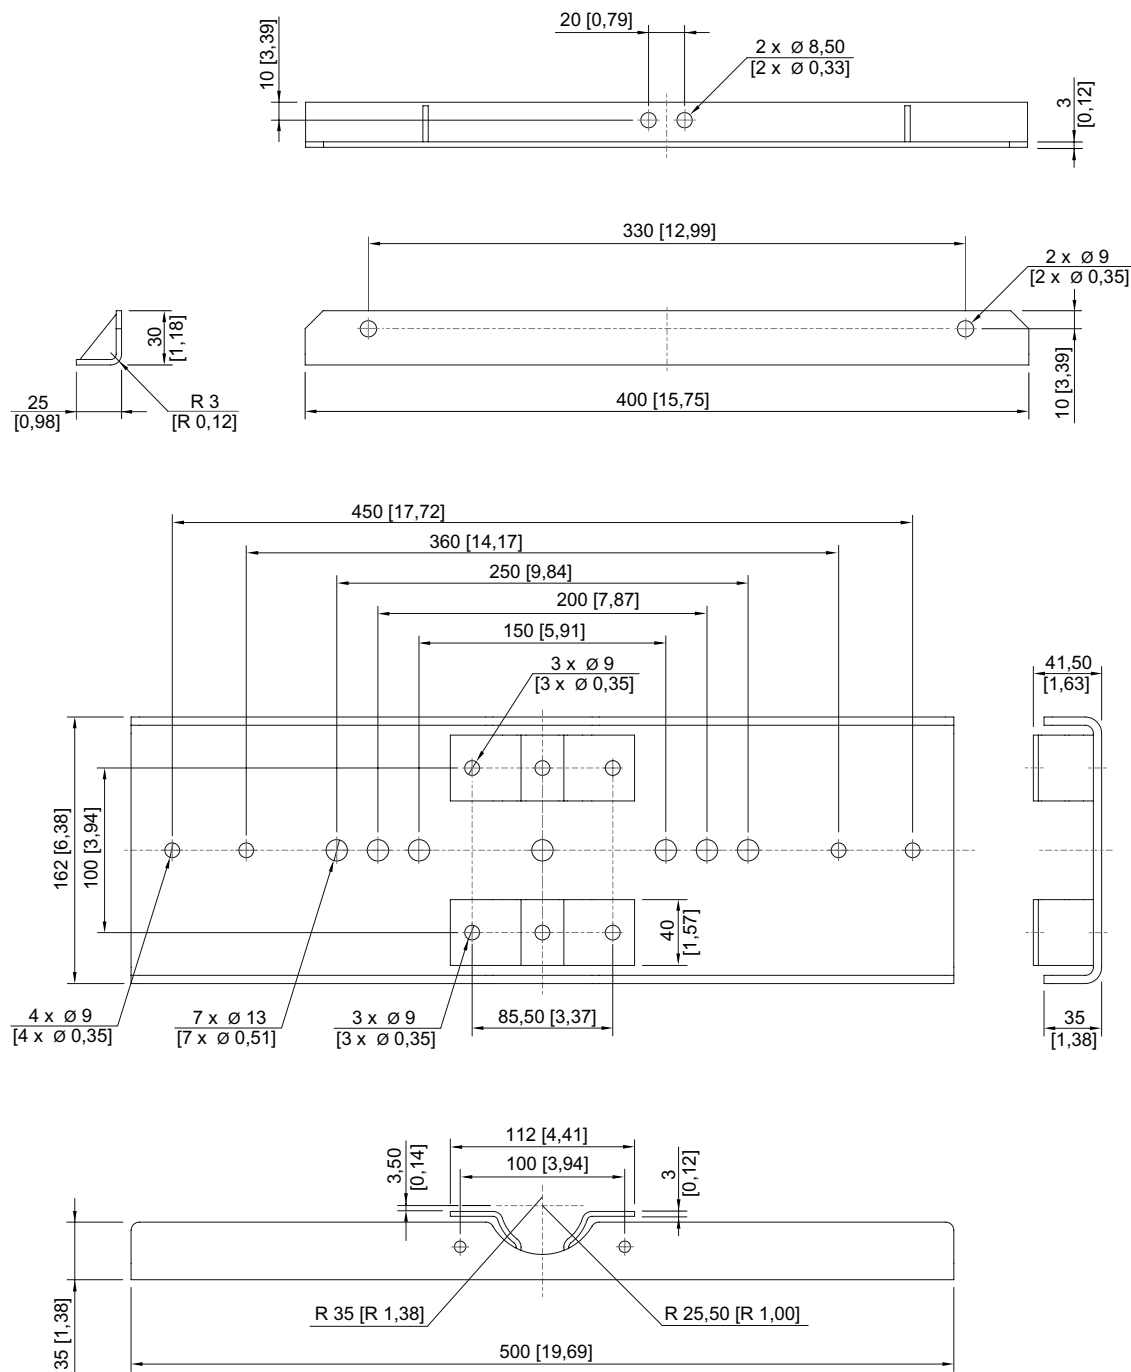 20 [0,79]
10 [3,39]
2 x Ø 8,50
[2 x Ø 0,33]
3
[0,12]
330 [12,99]
2 x Ø 9
[2 x Ø 0,35]
30
[1,18]
25
[0,98]
R 3
[R 0,12]
400 [15,75]
10 [3,39]
450 [17,72]
360 [14,17]
250 [9,84]
200 [7,87]
150 [5,91]
3 x Ø 9
[3 x Ø 0,35]
41,50
[1,63]
162 [6,38]
100 [3,94]
40
[1,57]
4 x Ø 9
[4 x Ø 0,35]
7 x Ø 13
[7 x Ø 0,51]
3 x Ø 9
[3 x Ø 0,35]
85,50 [3,37]
35
[1,38]
112 [4,41]
100 [3,94]
3,50
[0,14]
3
[0,12]
R 35 [R 1,38]
R 25,50 [R 1,00]
35 [1,38]
500 [19,69]